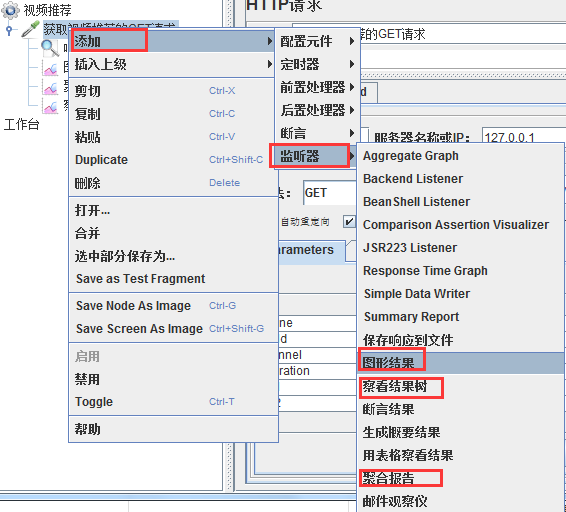 视频推荐
获取视频推荐的GET请求
图
聚
察
工作台
HTTP请求
荐的GET请求
服务器名称或IP:
127.0.0.1
法:
GET
自动重定向
Parameters
添加
插入上级
剪切 Ctrl-X
复制 Ctrl-C
粘贴 Ctrl-V
Duplicate Ctrl+Shift-C
删除 Delete
打开...
合并
选中部分保存为...
Save as Test Fragment
Save Node As Image Ctrl-G
Save Screen As Image Ctrl+Shift-G
启用
禁用
Toggle Ctrl-T
帮助
配置元件
定时器
前置处理器
后置处理器
断言
监听器
Aggregate Graph
Backend Listener
BeanShell Listener
Comparison Assertion Visualizer
JSR223 Listener
Response Time Graph
Simple Data Writer
Summary Report
保存响应到文件
图形结果
察看结果树
断言结果
生成概要结果
用表格察看结果
聚合报告
邮件观察仪